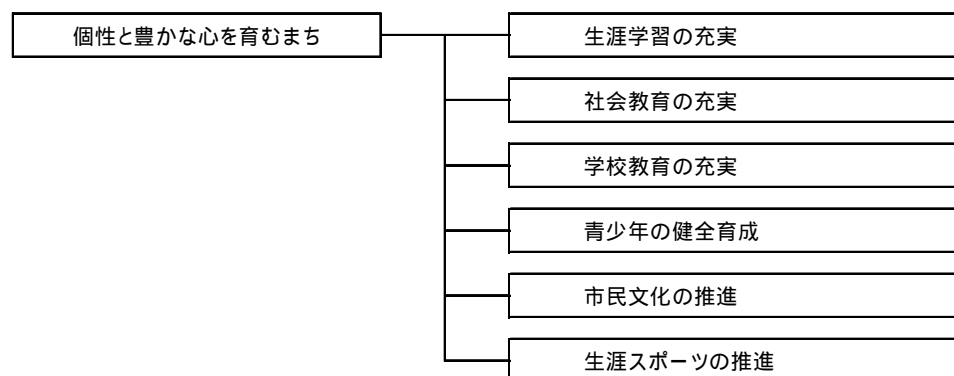 個性と豊かな心を育むまち
生涯学習の充実
社会教育の充実
学校教育の充実
青少年の健全育成
市民文化の推進
生涯スポーツの推進